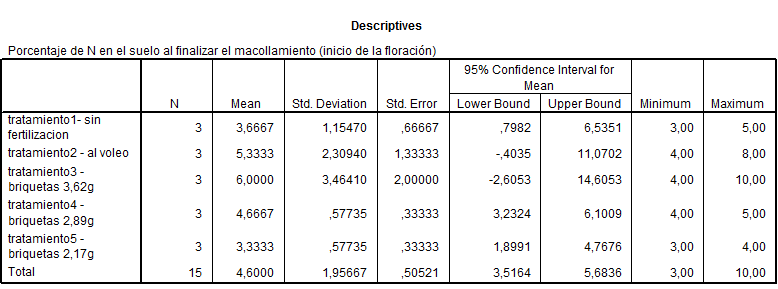 Descriptives
Porcentaje de N en el suelo al finalizar el macollamiento (inicio de la floración)
95% Confidence Interval for Mean
N Mean Std. Deviation Std. Error Lower Bound Upper Bound Minimum Maximum
tratamiento1- sin fertilizacion 3 3,6667 1,15470 ,66667 ,7982 6,5351 3,00 5,00
tratamiento2 - al voleo 3 5,3333 2,30940 1,33333 -,4035 11,0702 4,00 8,00
tratamiento3 - briquetas 3,62g 3 6,0000 3,46410 2,00000 -2,6053 14,6053 4,00 10,00
tratamiento4 - briquetas 2,89g 3 4,6667 ,57735 ,33333 3,2324 6,1009 4,00 5,00
tratamiento5 - briquetas 2,17g 3 3,3333 ,57735 ,33333 1,8991 4,7676 3,00 4,00
Total 15 4,6000 1,95667 ,50521 3,5164 5,6836 3,00 10,00